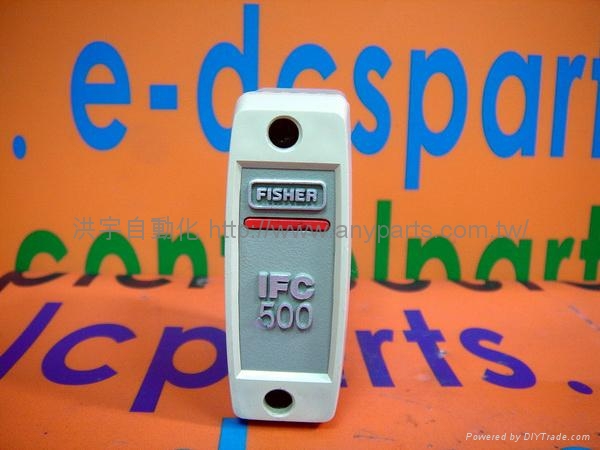 e-dcspart
FISHER
洪宇自動化 http://www.anyparts.com.tw/
controlpart
IFC
500
/cparts.
Powered by DIYTrade.com